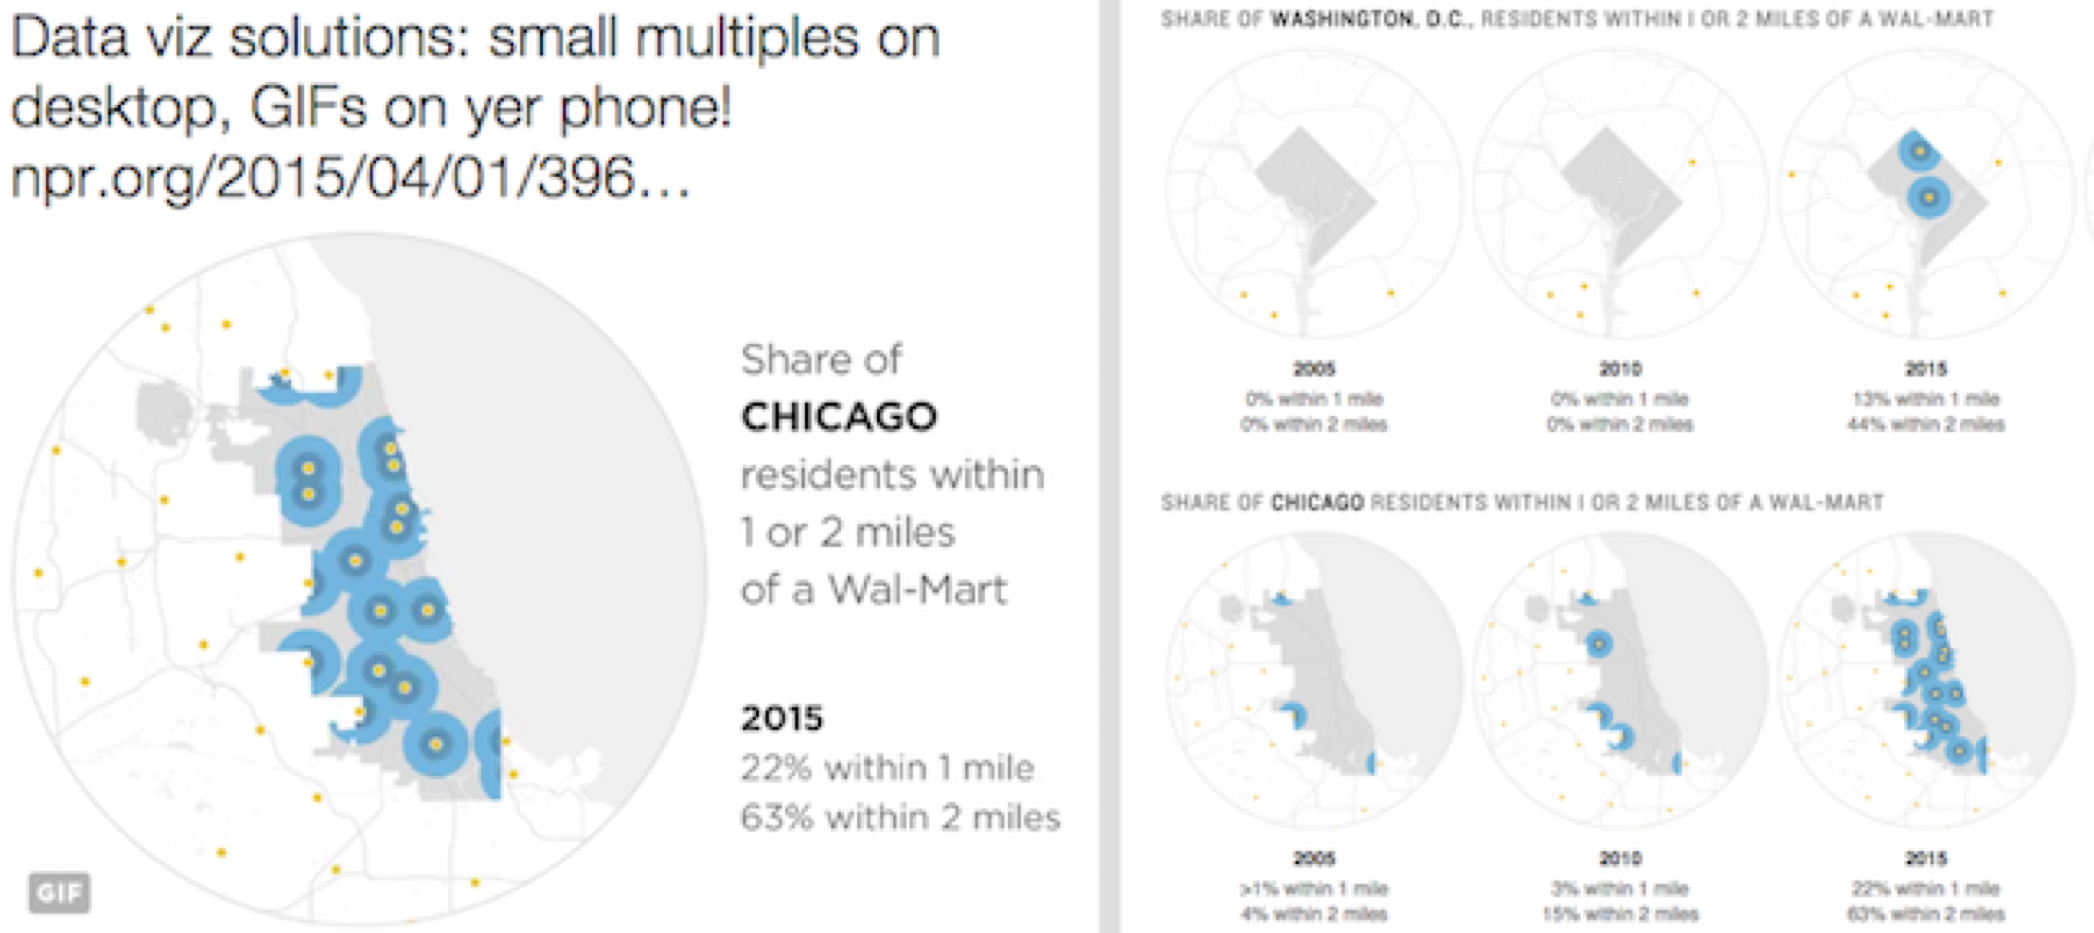 Data viz solutions: small multiples on
desktop, GIFs on yer phone!
npr.org/2015/04/01/396...
Share of
CHICAGO
residents within
1 or 2 miles
of a Wal-Mart
2015
22% within 1 mile
63% within 2 miles
GIF
SHARE OF WASHINGTON, D.C., RESIDENTS WITHIN 1 OR 2 MILES OF A WAL-MART
2005
0% within 1 mile
0% within 2 miles
2010
0% within 1 mile
0% within 2 miles
2015
13% within 1 mile
44% within 2 miles
SHARE OF CHICAGO RESIDENTS WITHIN 1 OR 2 MILES OF A WAL-MART
2005
>1% within 1 mile
4% within 2 miles
2010
3% within 1 mile
15% within 2 miles
2015
22% within 1 mile
63% within 2 miles